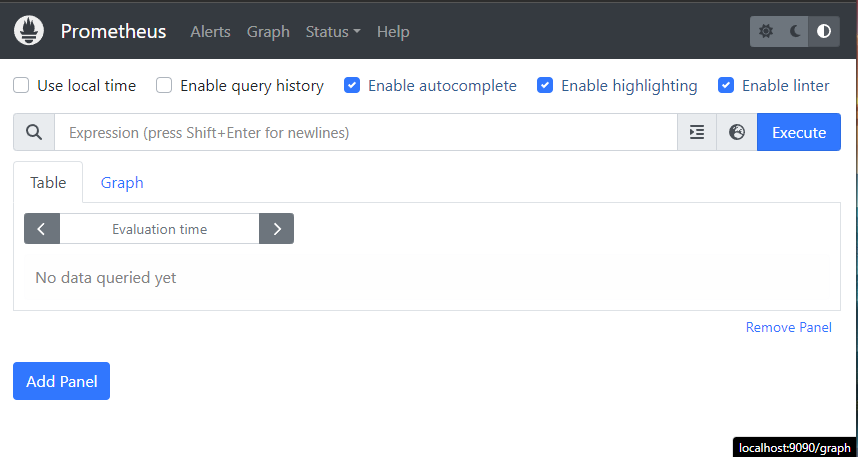 Prometheus Alerts Graph Status Help
Use local time Enable query history Enable autocomplete Enable highlighting Enable linter
Expression (press Shift+Enter for newlines) Execute
Table Graph
Evaluation time
No data queried yet
Remove Panel
Add Panel
localhost:9090/graph